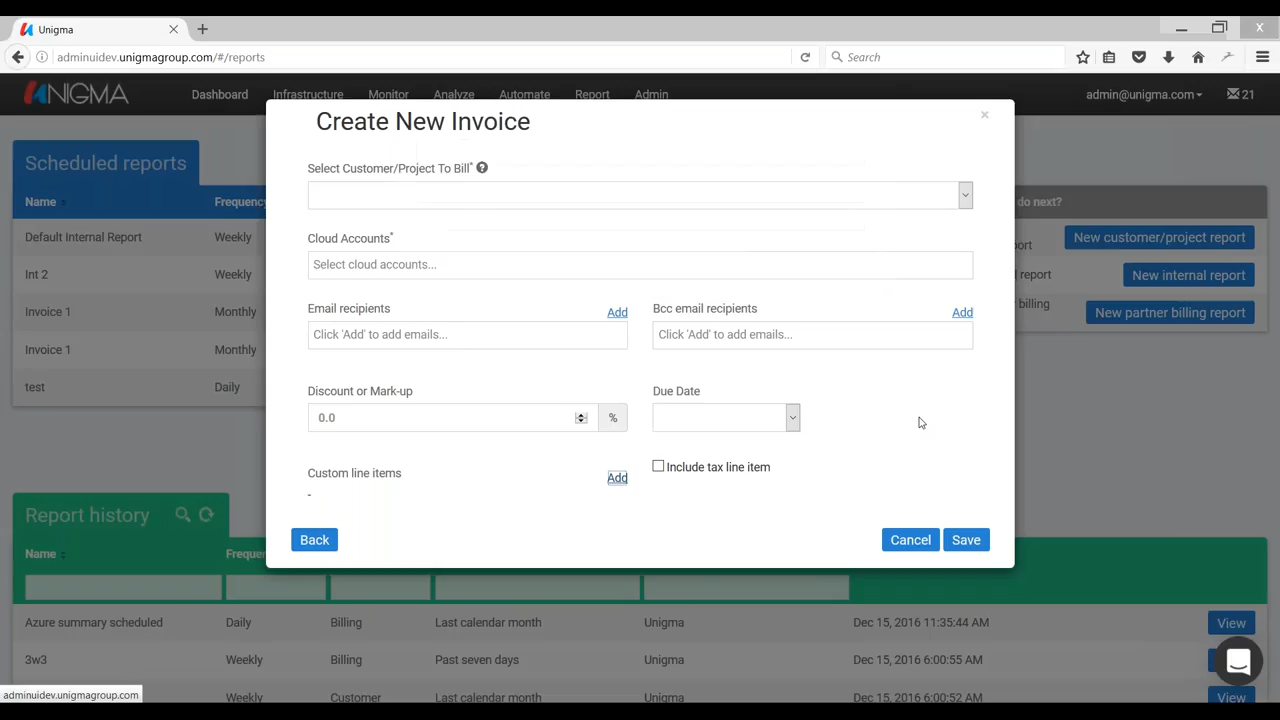 Unigma
adminuidev.unigmagroup.com/#/reports
Search
UNIGMA
Dashboard
Infrastructure
Monitor
Analyze
Automate
Report
Admin
admin@unigma.com
21
Create New Invoice
×
Select Customer/Project To Bill*
Cloud Accounts*
Select cloud accounts...
Email recipients
Add
Bcc email recipients
Add
Click 'Add' to add emails...
Click 'Add' to add emails...
Discount or Mark-up
Due Date
0.0
%
Custom line items
Add
Include tax line item
-
Back
Cancel
Save
Scheduled reports
Name
Frequency
do next?
Default Internal Report
Weekly
port
New customer/project report
Int 2
Weekly
l report
New internal report
Invoice 1
Monthly
r billing
New partner billing report
Invoice 1
Monthly
test
Daily
Report history
Name
Freque
Azure summary scheduled
Daily
Billing
Last calendar month
Unigma
Dec 15, 2016 11:35:44 AM
View
3w3
Weekly
Billing
Past seven days
Unigma
Dec 15, 2016 6:00:55 AM
Weekly
Customer
Last calendar month
Unigma
Dec 15, 2016 6:00:52 AM
View
adminuidev.unigmagroup.com